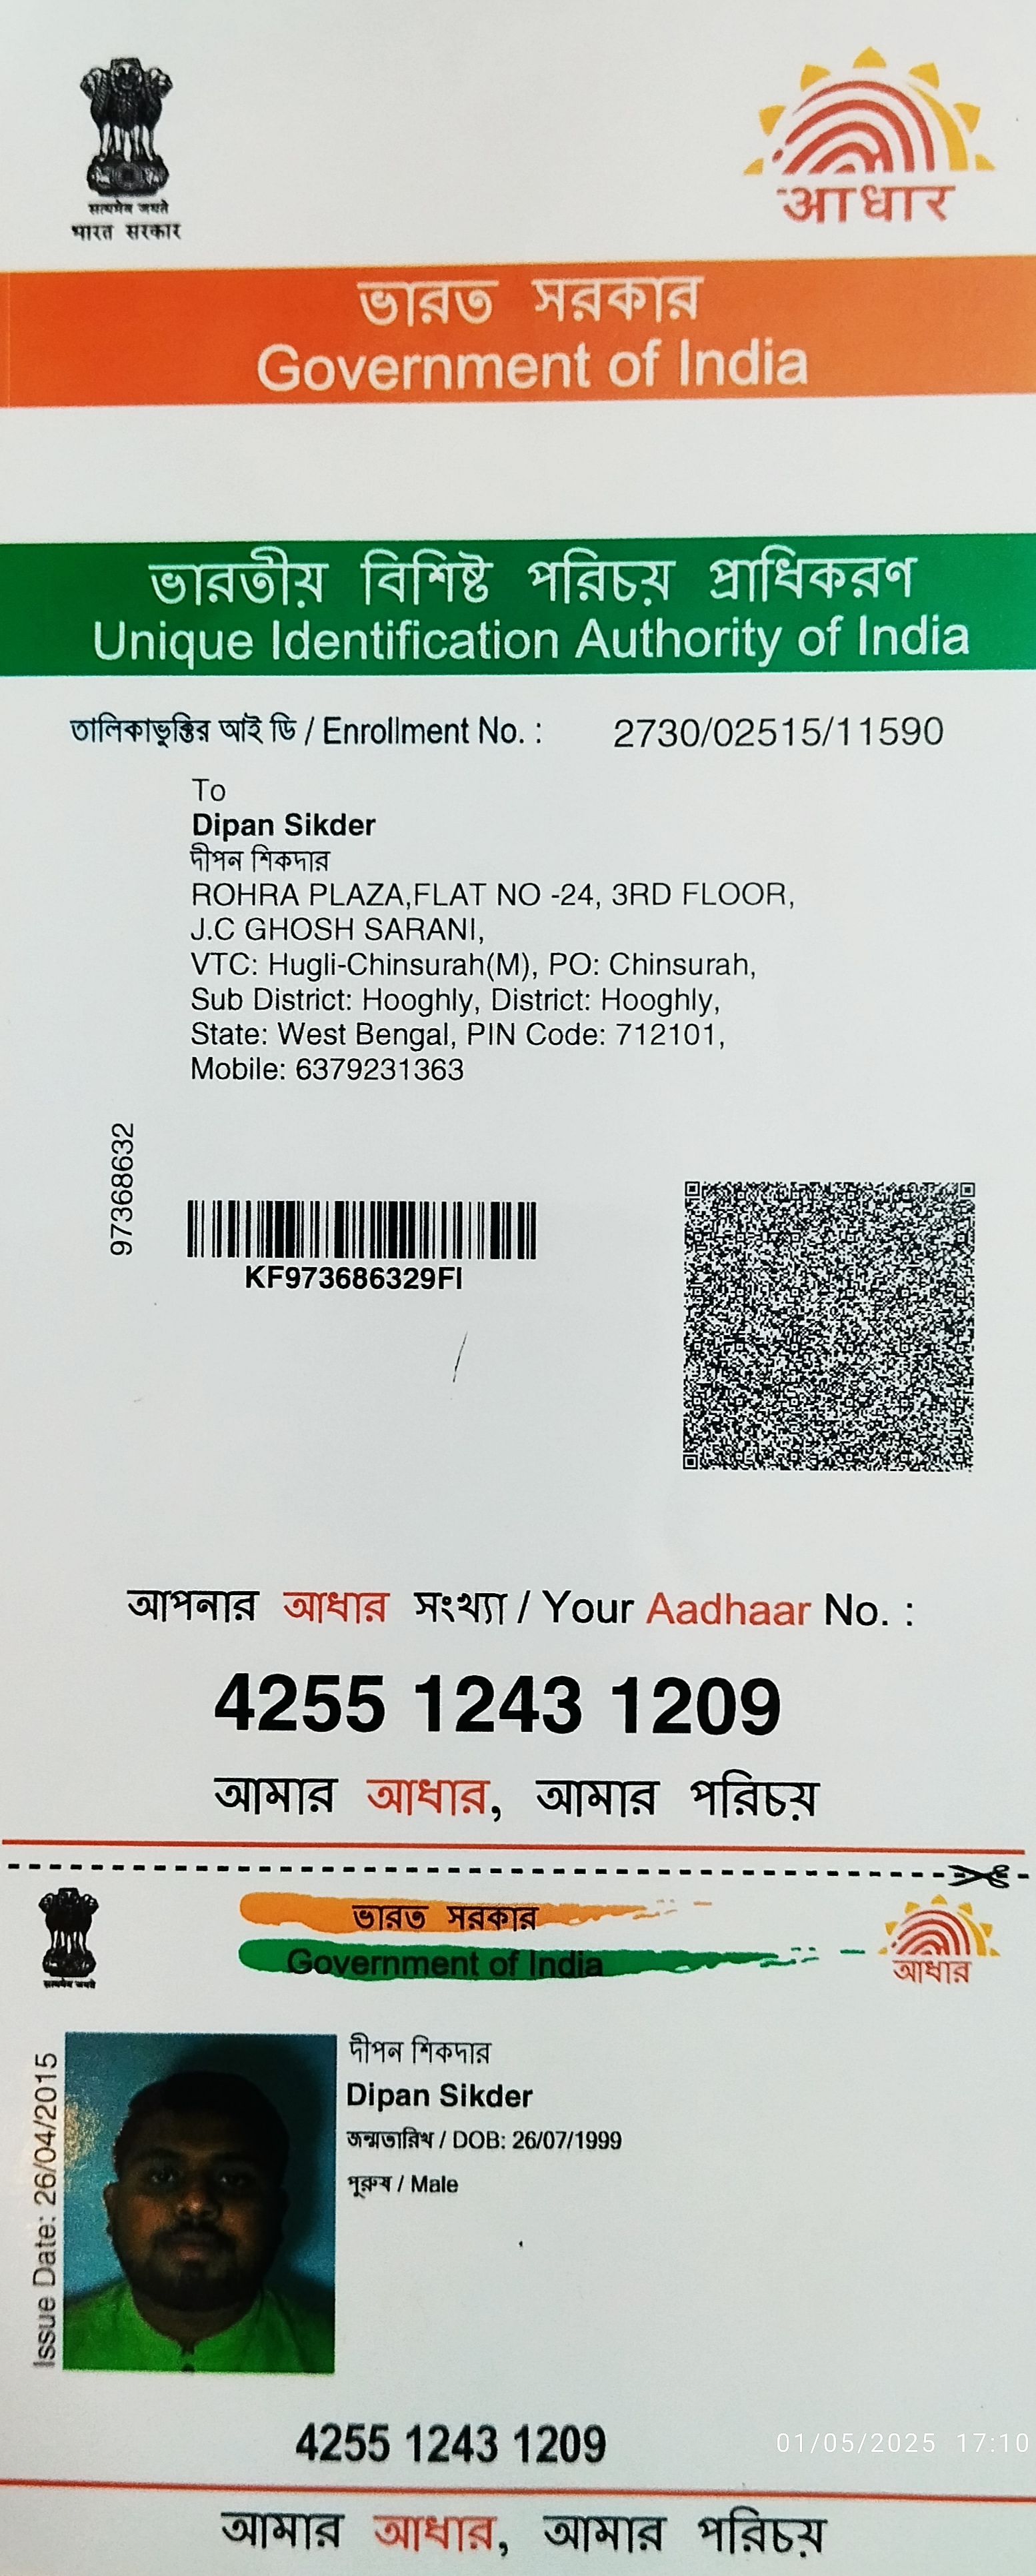 सत्यमेव जयते
भारत सरकार
आधार
ভারত সরকার
Government of India
ভারতীয় বিশিষ্ট পরিচয় প্রাধিকরণ
Unique Identification Authority of India
তালিকাভুক্তির আই ডি / Enrollment No. : 2730/02515/11590
To
Dipan Sikder
দীপন শিকদার
ROHRA PLAZA,FLAT NO -24, 3RD FLOOR,
J.C GHOSH SARANI,
VTC: Hugli-Chinsurah(M), PO: Chinsurah,
Sub District: Hooghly, District: Hooghly,
State: West Bengal, PIN Code: 712101,
Mobile: 6379231363
97368632
KF973686329FI
আপনার আধার সংখ্যা / Your Aadhaar No. :
4255 1243 1209
আমার আধার, আমার পরিচয়
ভারত সরকার
Government of India
सत्यमेव जयते
আধার
Issue Date: 26/04/2015
দীপন শিকদার
Dipan Sikder
জন্মতারিখ / DOB: 26/07/1999
পুরুষ / Male
4255 1243 1209
01/05/2025 17:10
আমার আধার, আমার পরিচয়